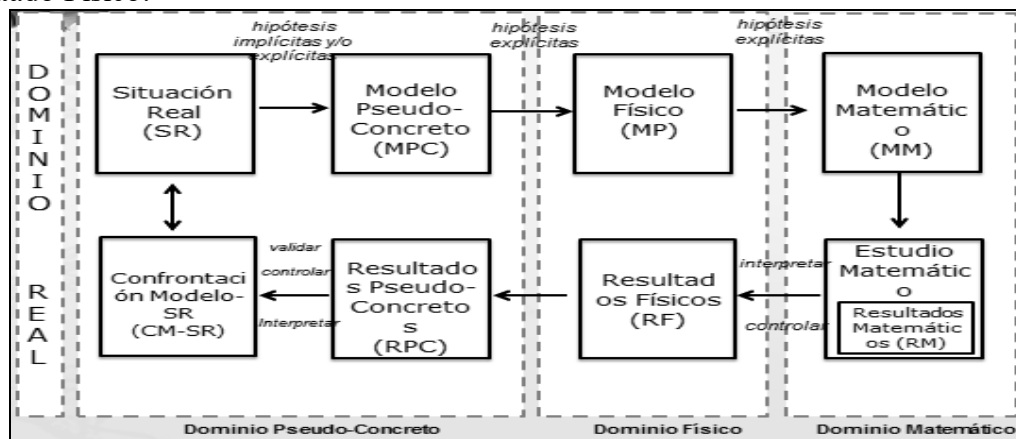 hipótesis
implícitas y/o
explícitas
hipótesis
explícitas
hipótesis
explícitas
DOMINIO
REAL
Situación
Real
(SR)
Modelo
Pseudo-
Concreto
(MPC)
Modelo
Físico
(MP)
Modelo
Matemátic
o
(MM)
Confrontaci
ón Modelo-
SR
(CM-SR)
validar
controlar
Interpretar
Resultado
s Pseudo-
Concreto
s
(RPC)
Resultad
os Físicos
(RF)
interpretar
controlar
Estudio
Matemátic
o
Resultados
Matemátic
os (RM)
Dominio Pseudo-Concreto
Dominio Físico
Dominio Matemático